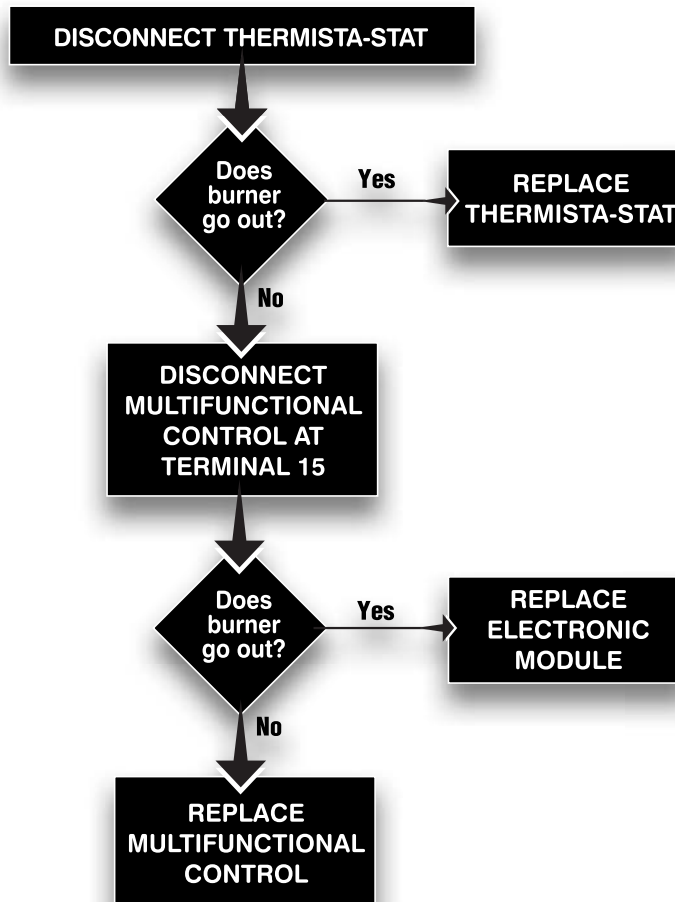 DISCONNECT THERMISTA-STAT
Does
burner
go out?
Yes
REPLACE
THERMISTA-STAT
No
DISCONNECT
MULTIFUNCTIONAL
CONTROL AT
TERMINAL 15
Does
burner
go out?
Yes
REPLACE
ELECTRONIC
MODULE
No
REPLACE
MULTIFUNCTIONAL
CONTROL